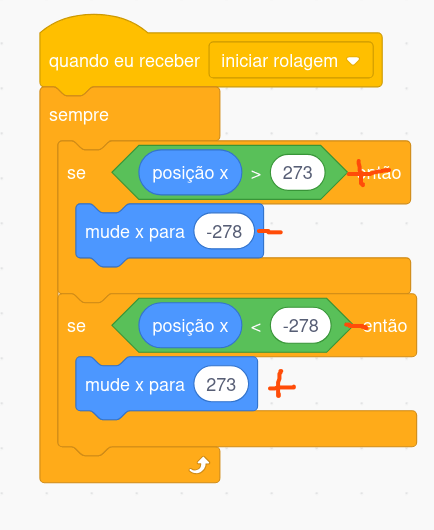 quando eu receber iniciar rolagem
sempre
se posição x > 273 então
mude x para -278 -
se posição x < -278 - então
mude x para 273 +